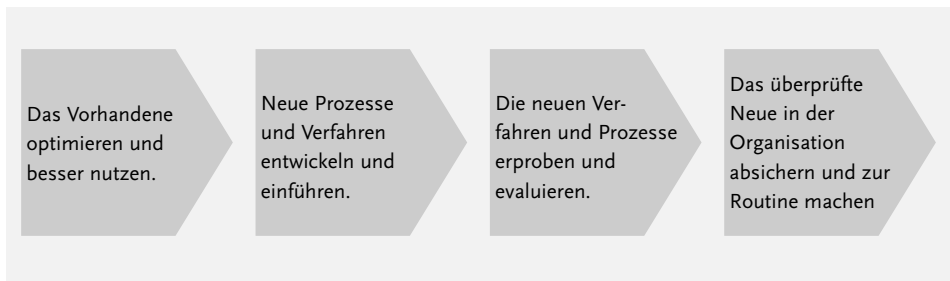 Das Vorhandene
optimieren und
besser nutzen.
Neue Prozesse
und Verfahren
entwickeln und
einführen.
Die neuen Ver-
fahren und Prozesse
erproben und
evaluieren.
Das überprüfte
Neue in der
Organisation
absichern und zur
Routine machen